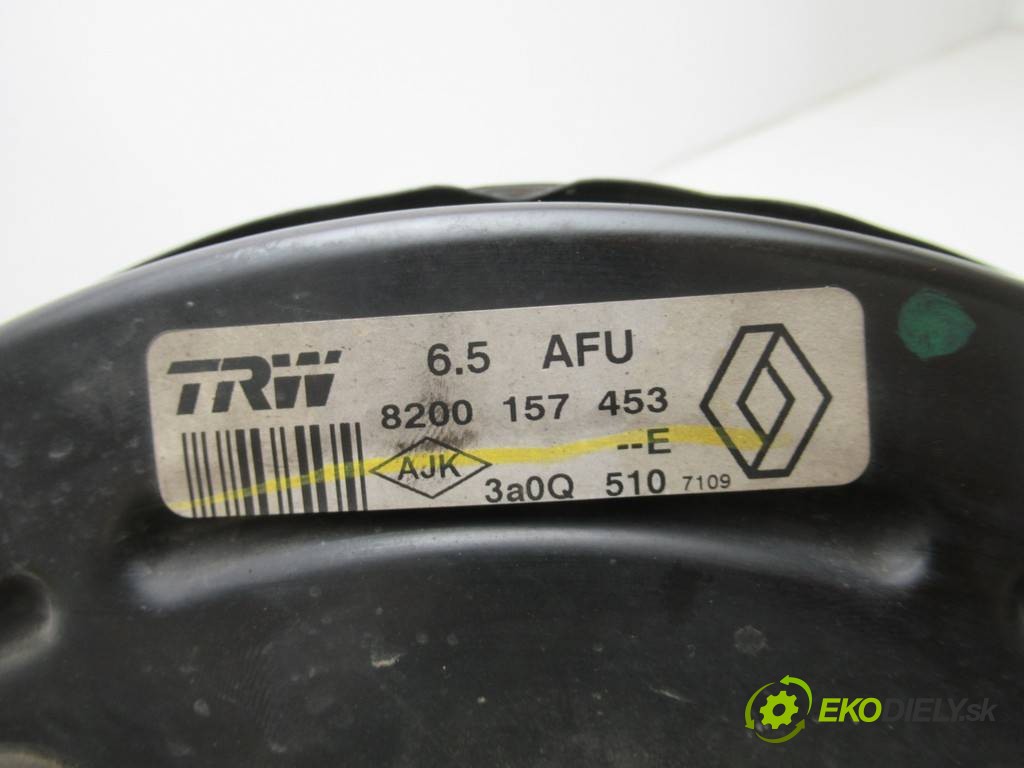 TRW 6.5 AFU
8200 157 453
--E
AJK
3a0Q 510 7109
EKODIELY.sk